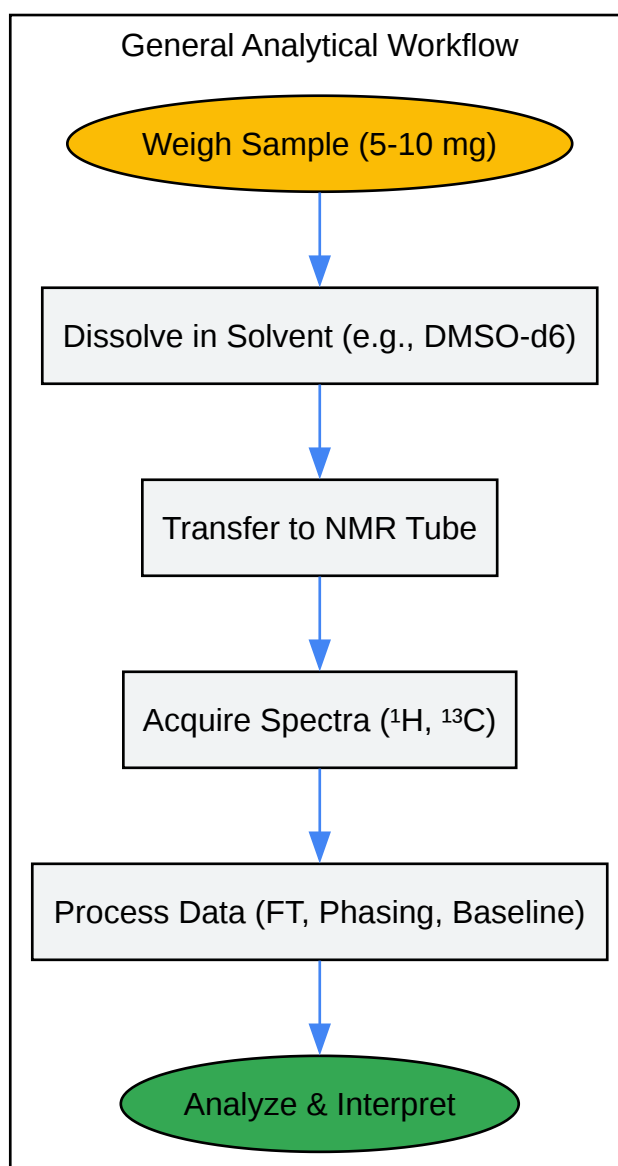 General Analytical Workflow
Weigh Sample (5-10 mg)
Dissolve in Solvent (e.g., DMSO-d6)
Transfer to NMR Tube
Acquire Spectra (¹H, ¹³C)
Process Data (FT, Phasing, Baseline)
Analyze & Interpret